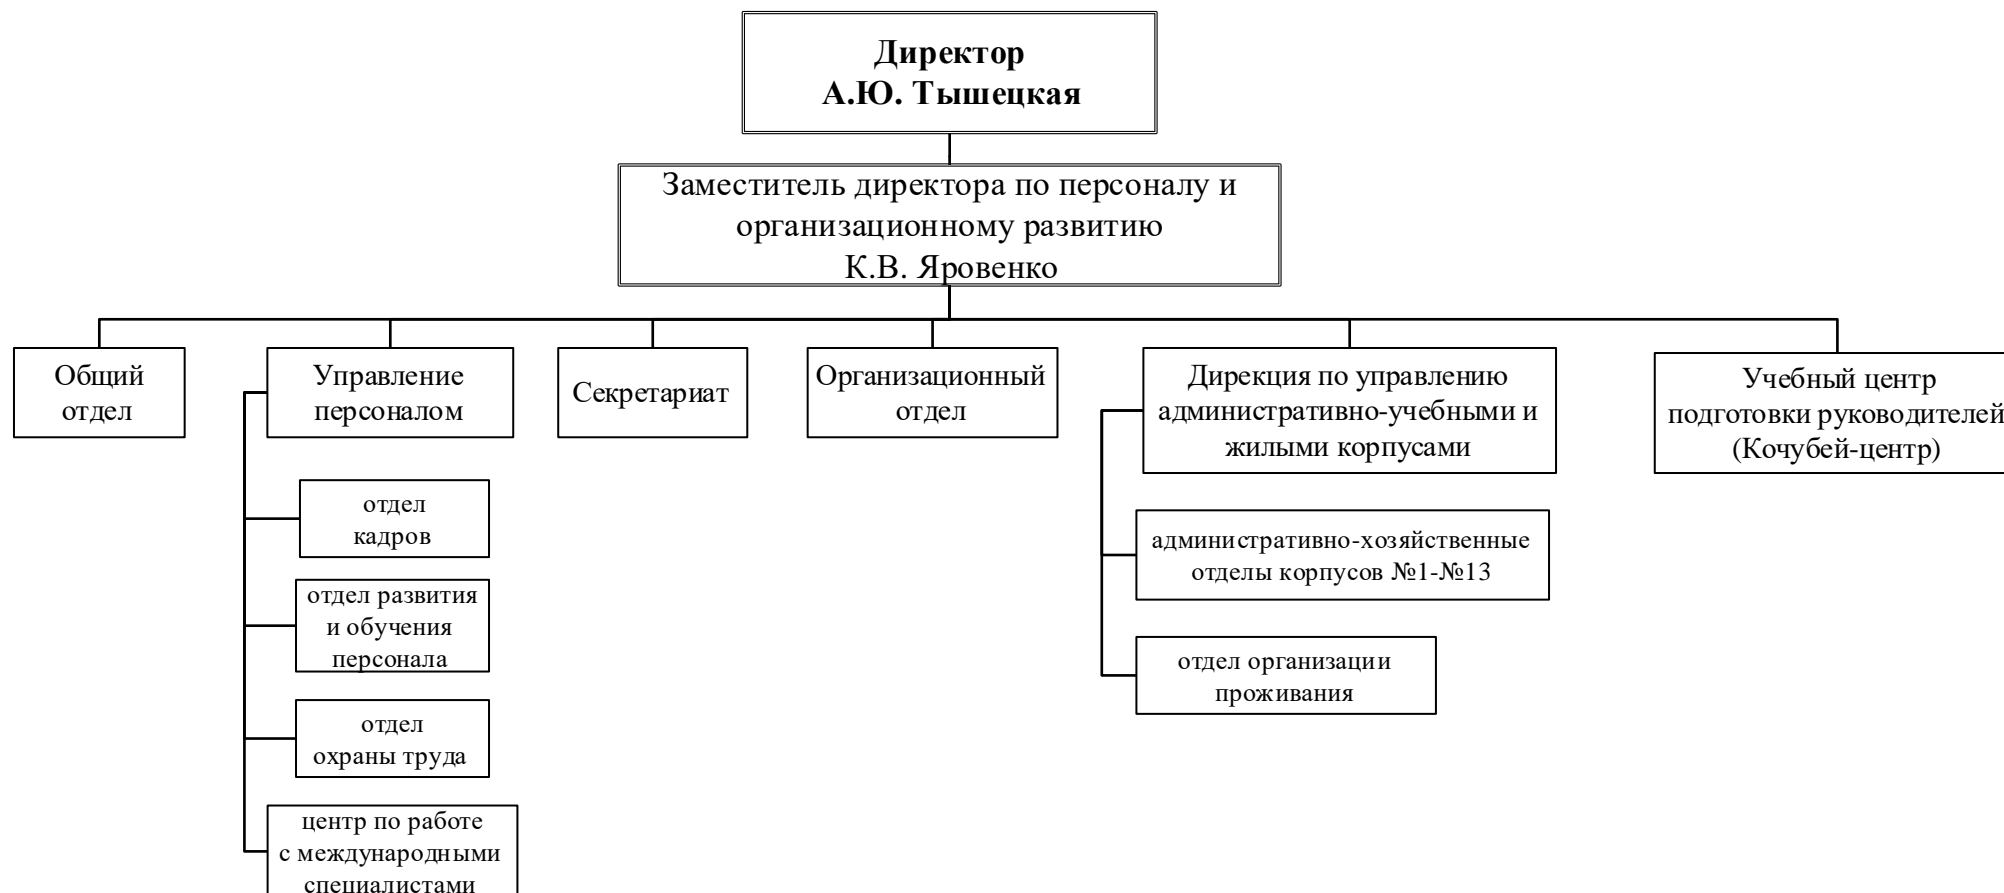 Директор
А.Ю. Тышецкая
Заместитель директора по персоналу и
организационному развитию
К.В. Яровенко
Общий
отдел
Управление
персоналом
Секретариат
Организационный
отдел
Дирекция по управлению
административно-учебными и
жилыми корпусами
Учебный центр
подготовки руководителей
(Кочубей-центр)
отдел
кадров
отдел развития
и обучения
персонала
отдел
охраны труда
центр по работе
с международными
специалистами
административно-хозяйственные
отделы корпусов №1-№13
отдел организации
проживания